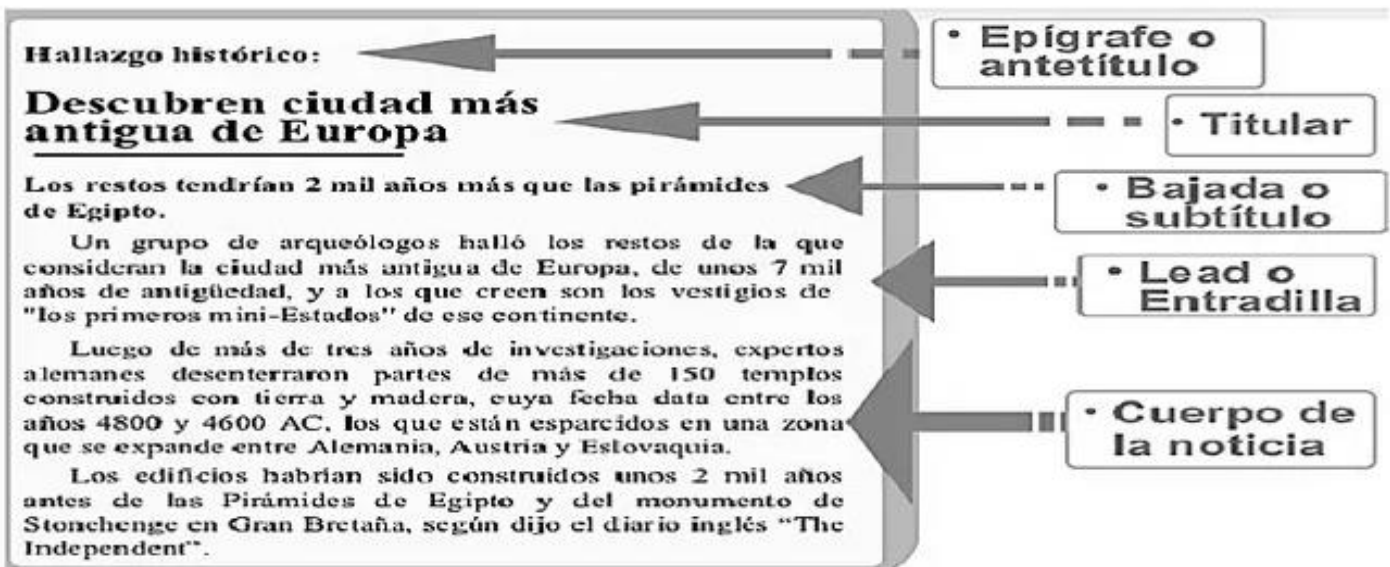 Hallazgo histórico:
• Epígrafe o
antetítulo
Descubren ciudad más
antigua de Europa
• Titular
Los restos tendrían 2 mil años más que las pirámides
de Egipto.
• Bajada o
subtítulo
Un grupo de arqueólogos halló los restos de la que
consideran la ciudad más antigua de Europa, de unos 7 mil
años de antigüedad, y a los que creen son los vestigios de
"los primeros mini-Estados" de ese continente.
• Lead o
Entradilla
Luego de más de tres años de investigaciones, expertos
alemanes desenterraron partes de más de 150 templos
construidos con tierra y madera, cuya fecha data entre los
años 4800 y 4600 AC, los que están esparcidos en una zona
que se expande entre Alemania, Austria y Eslovaquia.
Los edificios habrían sido construidos unos 2 mil años
antes de las Pirámides de Egipto y del monumento de
Stonehenge en Gran Bretaña, según dijo el diario inglés “The
Independent”.
• Cuerpo de
la noticia